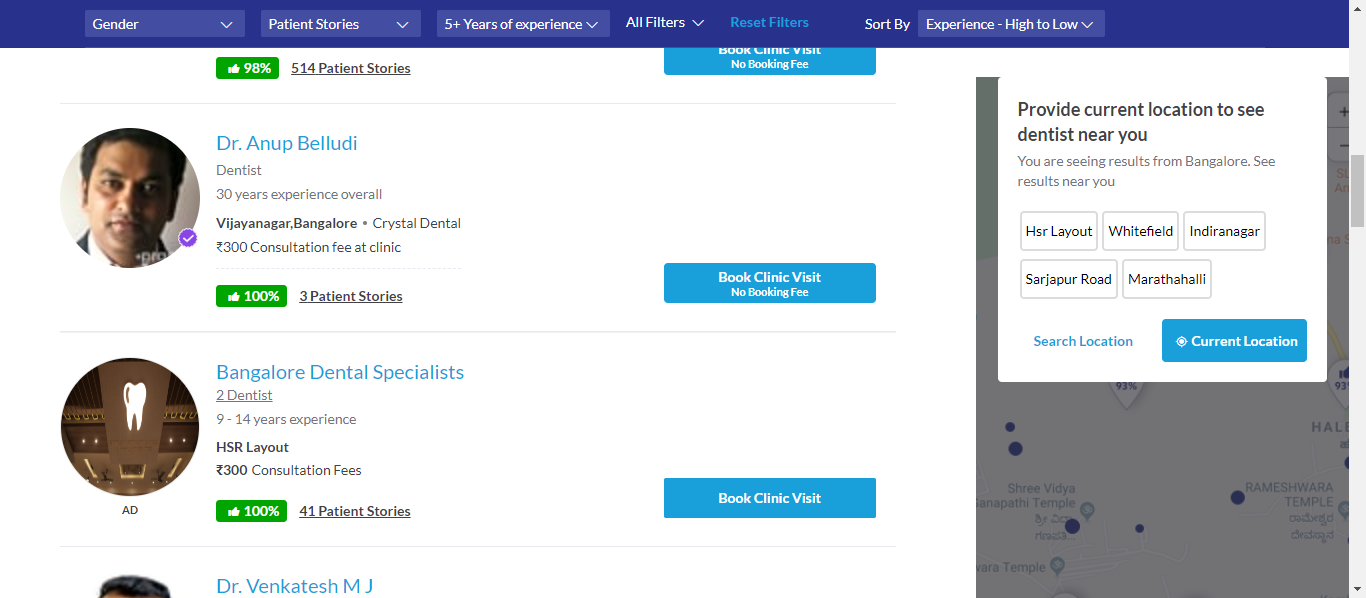 Gender
Patient Stories
5+ Years of experience
All Filters
Reset Filters
Sort By
Experience - High to Low
Book Clinic Visit
No Booking Fee
98%
514 Patient Stories
Dr. Anup Belludi
Dentist
30 years experience overall
Vijayanagar,Bangalore • Crystal Dental
₹300 Consultation fee at clinic
Book Clinic Visit
No Booking Fee
100%
3 Patient Stories
Bangalore Dental Specialists
2 Dentist
9 - 14 years experience
HSR Layout
₹300 Consultation Fees
Book Clinic Visit
100%
41 Patient Stories
AD
Dr. Venkatesh M J
Provide current location to see
dentist near you
You are seeing results from Bangalore. See
results near you
Hsr Layout
Whitefield
Indiranagar
Sarjapur Road
Marathahalli
Search Location
Current Location
93%
Shree Vidya
Ganapathi Temple
ಶ್ರೀ ವಿದ್ಯಾ
ಗಣಪತಿ...
RAMESHWARA
TEMPLE
ರಾಮೇಶ್ವರ
ದೇವಸ್ಥಾನ
Temple